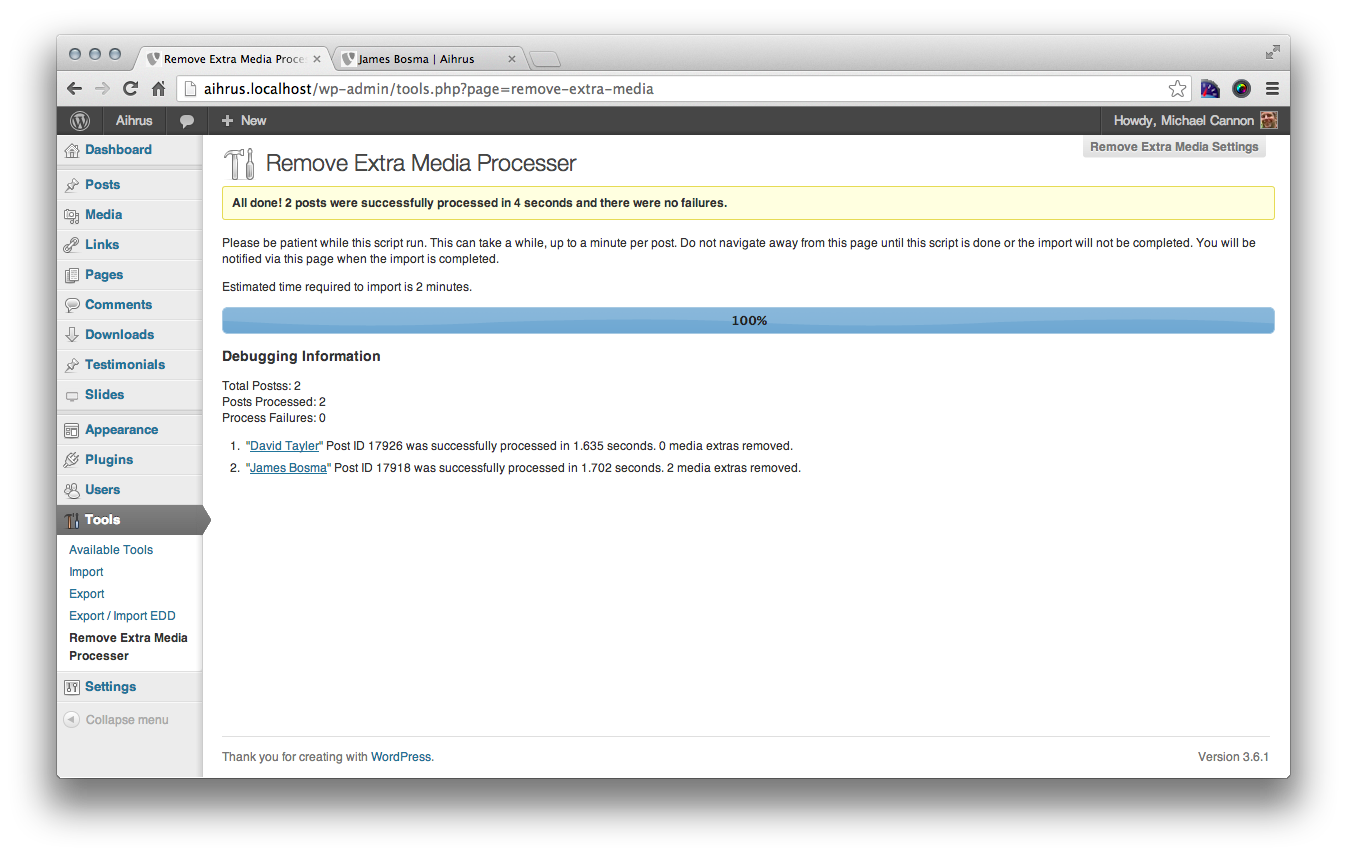 Remove Extra Media Proce
James Bosma | Aihrus
aihrus.localhost/wp-admin/tools.php?page=remove-extra-media
Aihrus
New
Howdy, Michael Cannon
Dashboard
Posts
Media
Links
Pages
Comments
Downloads
Testimonials
Slides
Appearance
Plugins
Users
Tools
Available Tools
Import
Export
Export / Import EDD
Remove Extra Media
Processer
Settings
Collapse menu
Remove Extra Media Settings
Remove Extra Media Processer
All done! 2 posts were successfully processed in 4 seconds and there were no failures.
Please be patient while this script run. This can take a while, up to a minute per post. Do not navigate away from this page until this script is done or the import will not be completed. You will be
notified via this page when the import is completed.
Estimated time required to import is 2 minutes.
100%
Debugging Information
Total Postss: 2
Posts Processed: 2
Process Failures: 0
1. "David Tayler" Post ID 17926 was successfully processed in 1.635 seconds. 0 media extras removed.
2. "James Bosma" Post ID 17918 was successfully processed in 1.702 seconds. 2 media extras removed.
Thank you for creating with WordPress.
Version 3.6.1